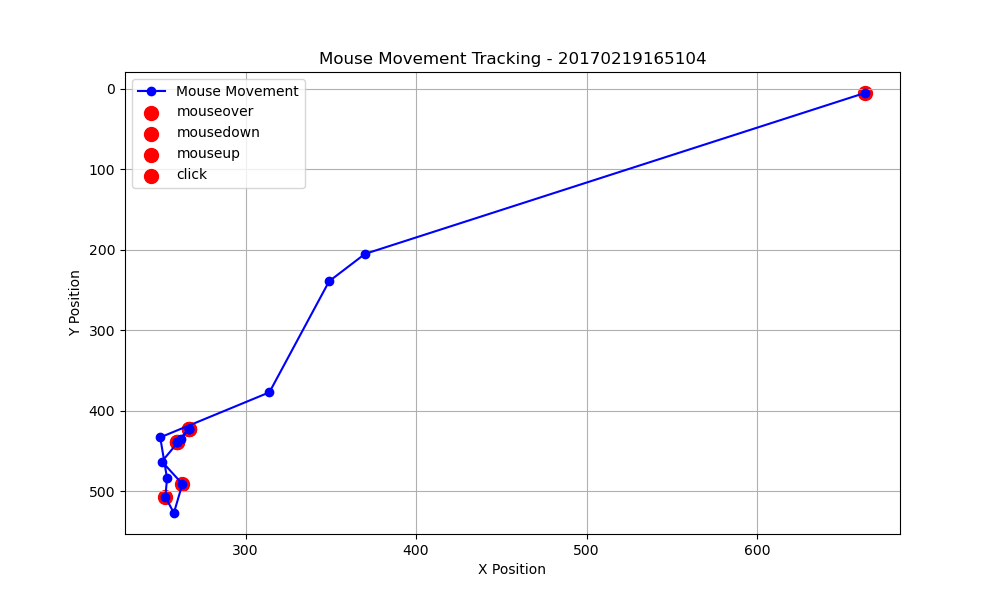 Mouse Movement Tracking - 20170219165104
Mouse Movement
mouseover
mousedown
mouseup
click
0
100
200
300
400
500
Y Position
300
400
500
600
X Position